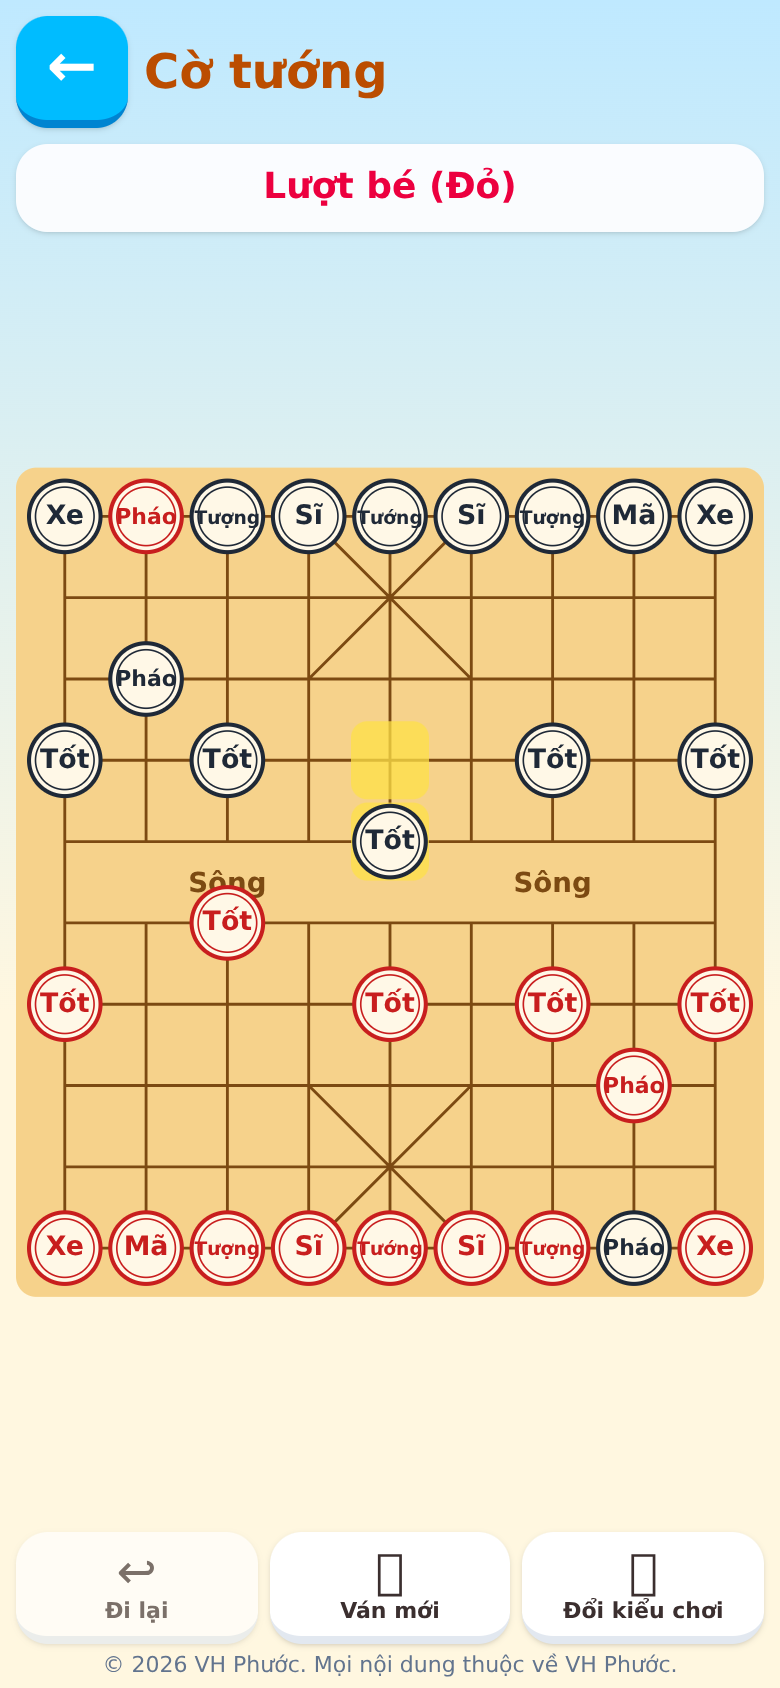 Cờ tướng
Lượt bé (Đỏ)
Xe Pháo Tượng Sĩ Tướng Sĩ Tượng Mã Xe
Pháo
Tốt Tốt Tốt Tốt
Tốt
Sông Sông
Tốt
Tốt Tốt Tốt Tốt
Pháo
Xe Mã Tượng Sĩ Tướng Sĩ Tượng Pháo Xe
Đi lại Ván mới Đổi kiểu chơi
© 2026 VH Phước. Mọi nội dung thuộc về VH Phước.